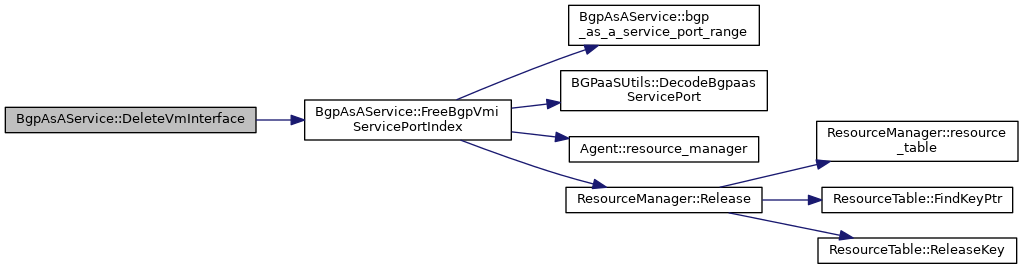 BgpAsAService::DeleteVmInterface
BgpAsAService::FreeBgpVmi
ServicePortIndex
BgpAsAService::bgp
_as_a_service_port_range
BGPaaSUtils::DecodeBgpaas
ServicePort
Agent::resource_manager
ResourceManager::Release
ResourceManager::resource
_table
ResourceTable::FindKeyPtr
ResourceTable::ReleaseKey